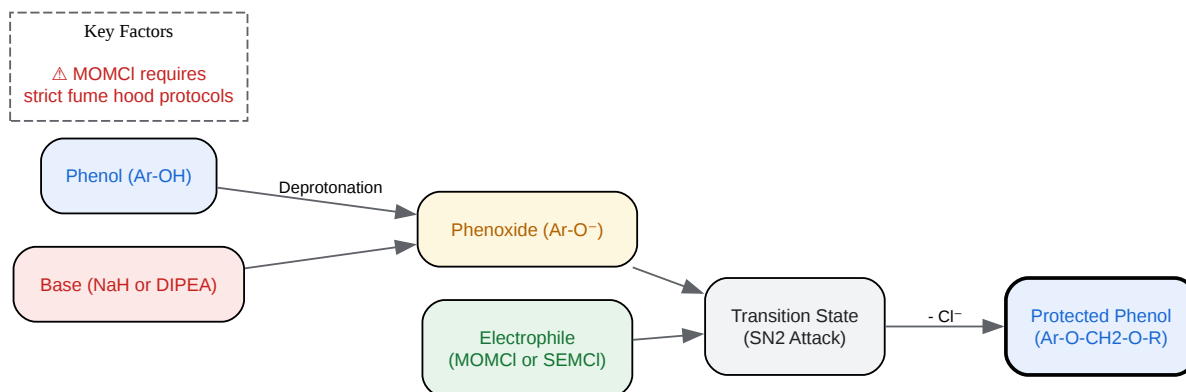 Key Factors
⚠ MOMCl requires
strict fume hood protocols
Phenol (Ar-OH)
Deprotonation
Base (NaH or DIPEA)
Phenoxide (Ar-O⁻)
Electrophile
(MOMCl or SEMCl)
Transition State
(SN2 Attack)
- Cl⁻
Protected Phenol
(Ar-O-CH2-O-R)